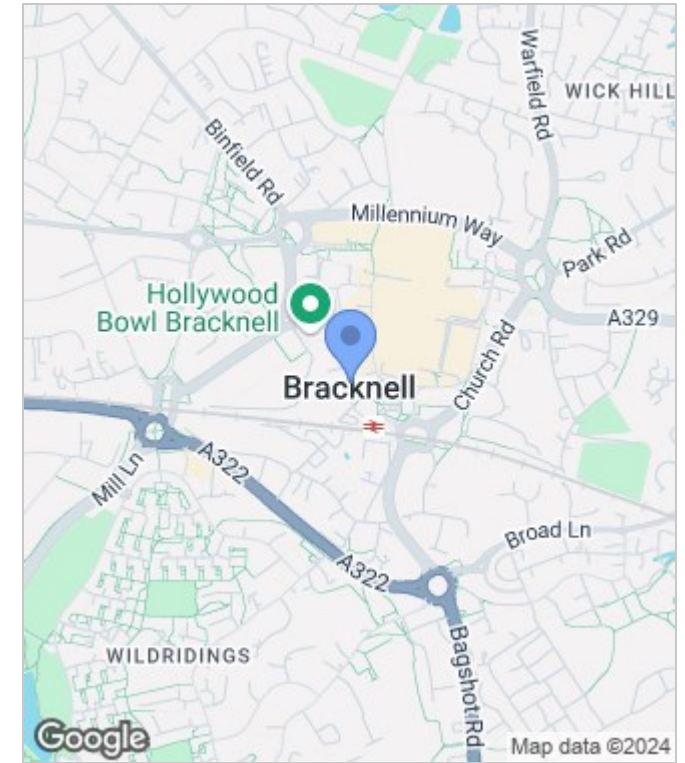 Warfield Rd
WICK HILL
Binfield Rd
Millennium Way
Park Rd
Hollywood
Bowl Bracknell
A329
Church Rd
Bracknell
A322
Mill Ln
Broad Ln
A322
WILDRIDINGS
Bagshot Rd
Google
Map data ©2024